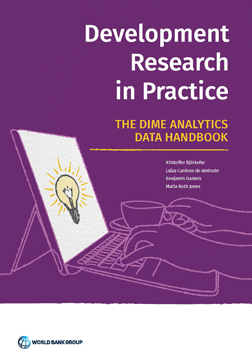 Development
Research
in Practice
THE DIME ANALYTICS
DATA HANDBOOK
Kristoffer Bjärkefur
Luíza Cardoso de Andrade
Benjamin Daniels
Maria Ruth Jones
WORLD BANK GROUP